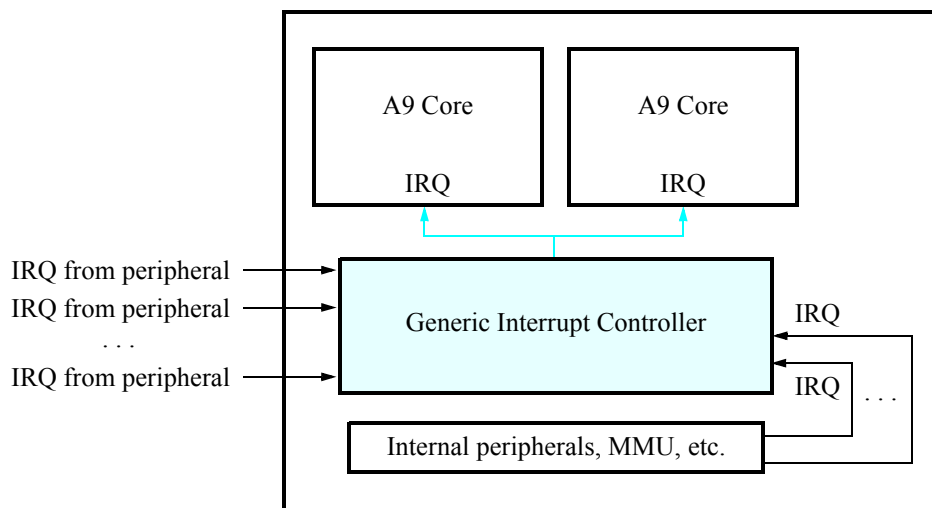 A9 Core
A9 Core
IRQ
IRQ
IRQ from peripheral
IRQ from peripheral
. . .
IRQ from peripheral
Generic Interrupt Controller
IRQ
IRQ
. . .
Internal peripherals, MMU, etc.